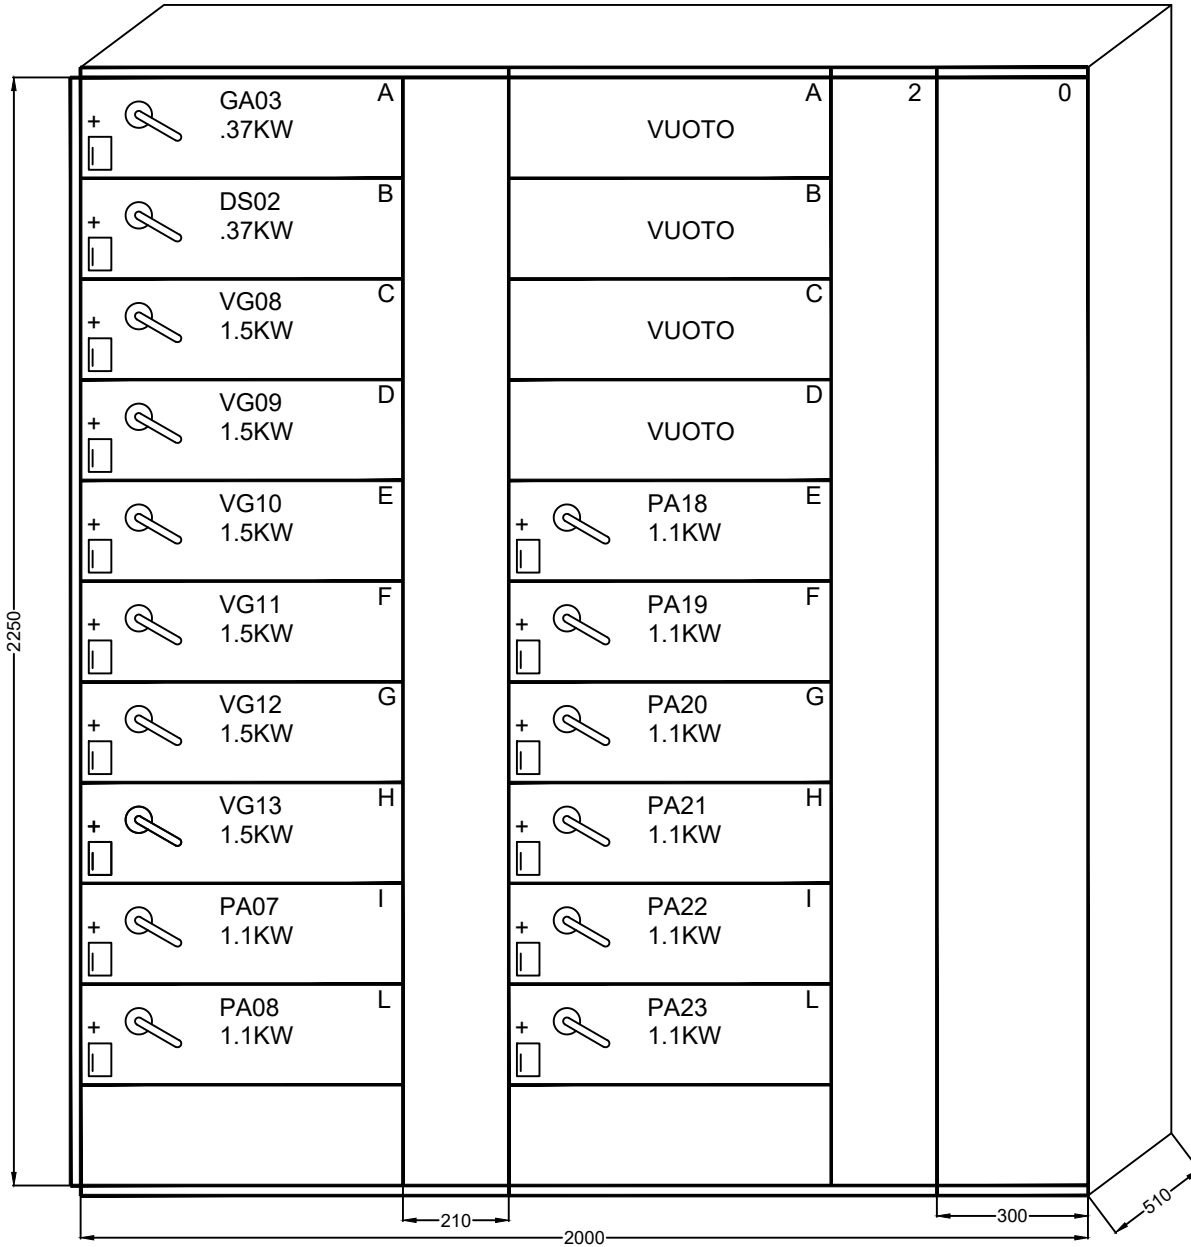 GA03
.37KW
A
DS02
.37KW
B
VG08
1.5KW
C
VG09
1.5KW
D
VG10
1.5KW
E
VG11
1.5KW
F
VG12
1.5KW
G
VG13
1.5KW
H
PA07
1.1KW
I
PA08
1.1KW
L
A
VUOTO
B
VUOTO
C
VUOTO
D
VUOTO
PA18
1.1KW
E
PA19
1.1KW
F
PA20
1.1KW
G
PA21
1.1KW
H
PA22
1.1KW
I
PA23
1.1KW
L
2
0
2250
210
300
510
2000